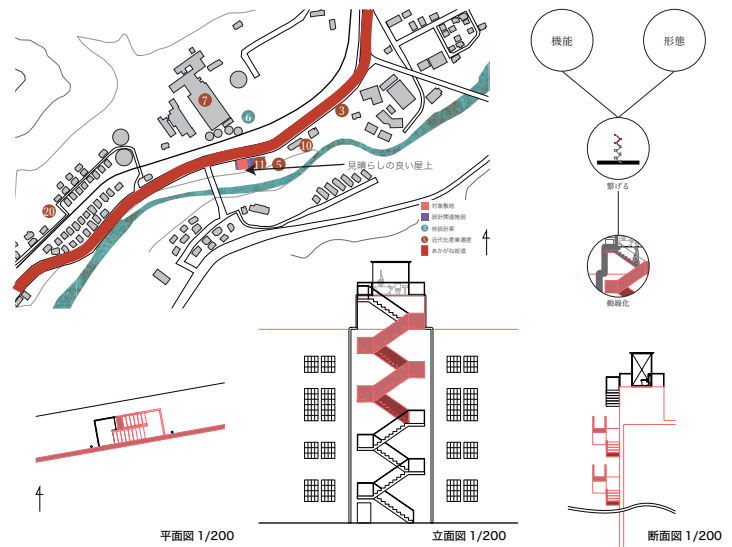 機能
形態
7
6
3
10
11
5
20
見晴らしの良い屋上
対象敷地
設計関連施設
他設計案
近代化産業遺産
あかがね街道
繋げる
動線化
平面図 1/200
立面図 1/200
断面図 1/200